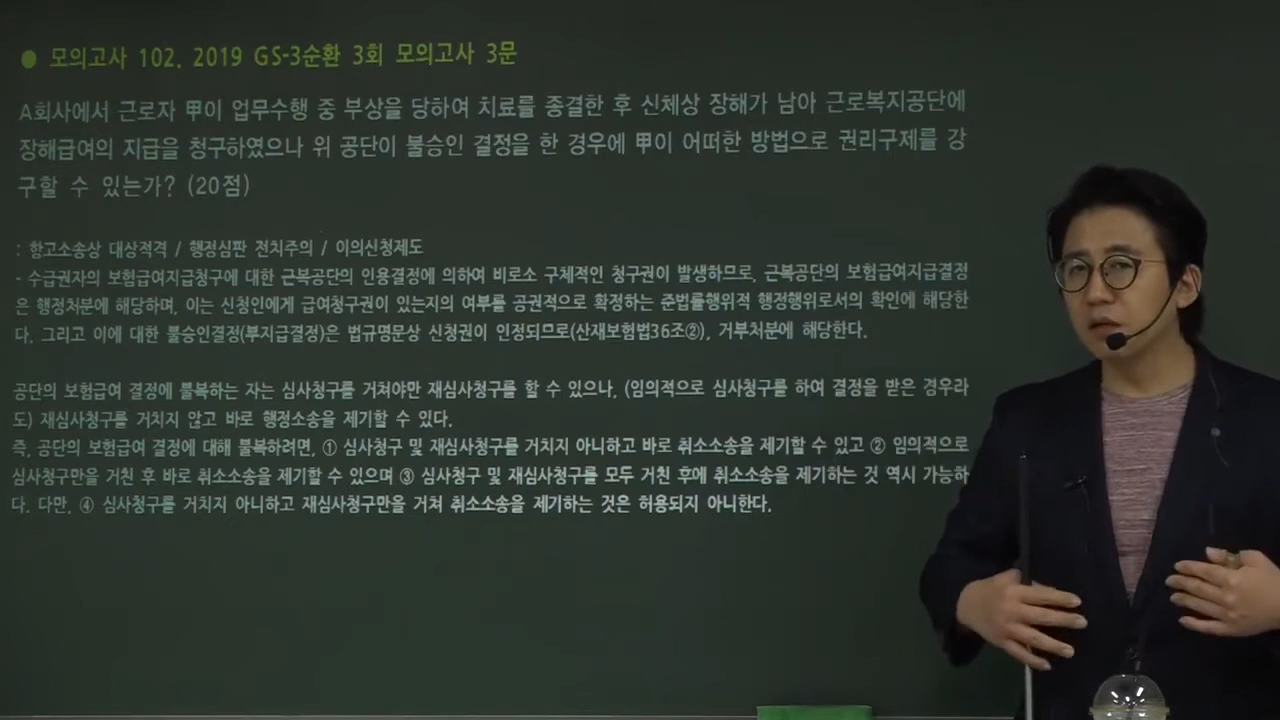 ● 모의고사 102. 2019 GS-3순환 3회 모의고사 3문
A회사에서 근로자 甲이 업무수행 중 부상을 당하여 치료를 종결한 후 신체상 장해가 남아 근로복지공단에
장해급여의 지급을 청구하였으나 위 공단이 불승인 결정을 한 경우에 甲이 어떠한 방법으로 권리구제를 강
구할 수 있는가? (20점)
: 항고소송상 대상적격 / 행정심판 전치주의 / 이의신청제도
- 수급권자의 보험급여지급청구에 대한 근복공단의 인용결정에 의하여 비로소 구체적인 청구권이 발생하므로, 근복공단의 보험급여지급결정
은 행정처분에 해당하며, 이는 신청인에게 급여청구권이 있는지의 여부를 공권적으로 확정하는 준법률행위적 행정행위로서의 확인에 해당한
다. 그리고 이에 대한 불승인결정(부지급결정)은 법규명문상 신청권이 인정되므로(산재보험법36조②), 거부처분에 해당한다.
공단의 보험급여 결정에 불복하는 자는 심사청구를 거쳐야만 재심사청구를 할 수 있으나, (임의적으로 심사청구를 하여 결정을 받은 경우라
도) 재심사청구를 거치지 않고 바로 행정소송을 제기할 수 있다.
즉, 공단의 보험급여 결정에 대해 불복하려면, ① 심사청구 및 재심사청구를 거치지 아니하고 바로 취소소송을 제기할 수 있고 ② 임의적으로
심사청구만을 거친 후 바로 취소소송을 제기할 수 있으며 ③ 심사청구 및 재심사청구를 모두 거친 후에 취소소송을 제기하는 것 역시 가능하
다. 다만, ④ 심사청구를 거치지 아니하고 재심사청구만을 거쳐 취소소송을 제기하는 것은 허용되지 아니한다.